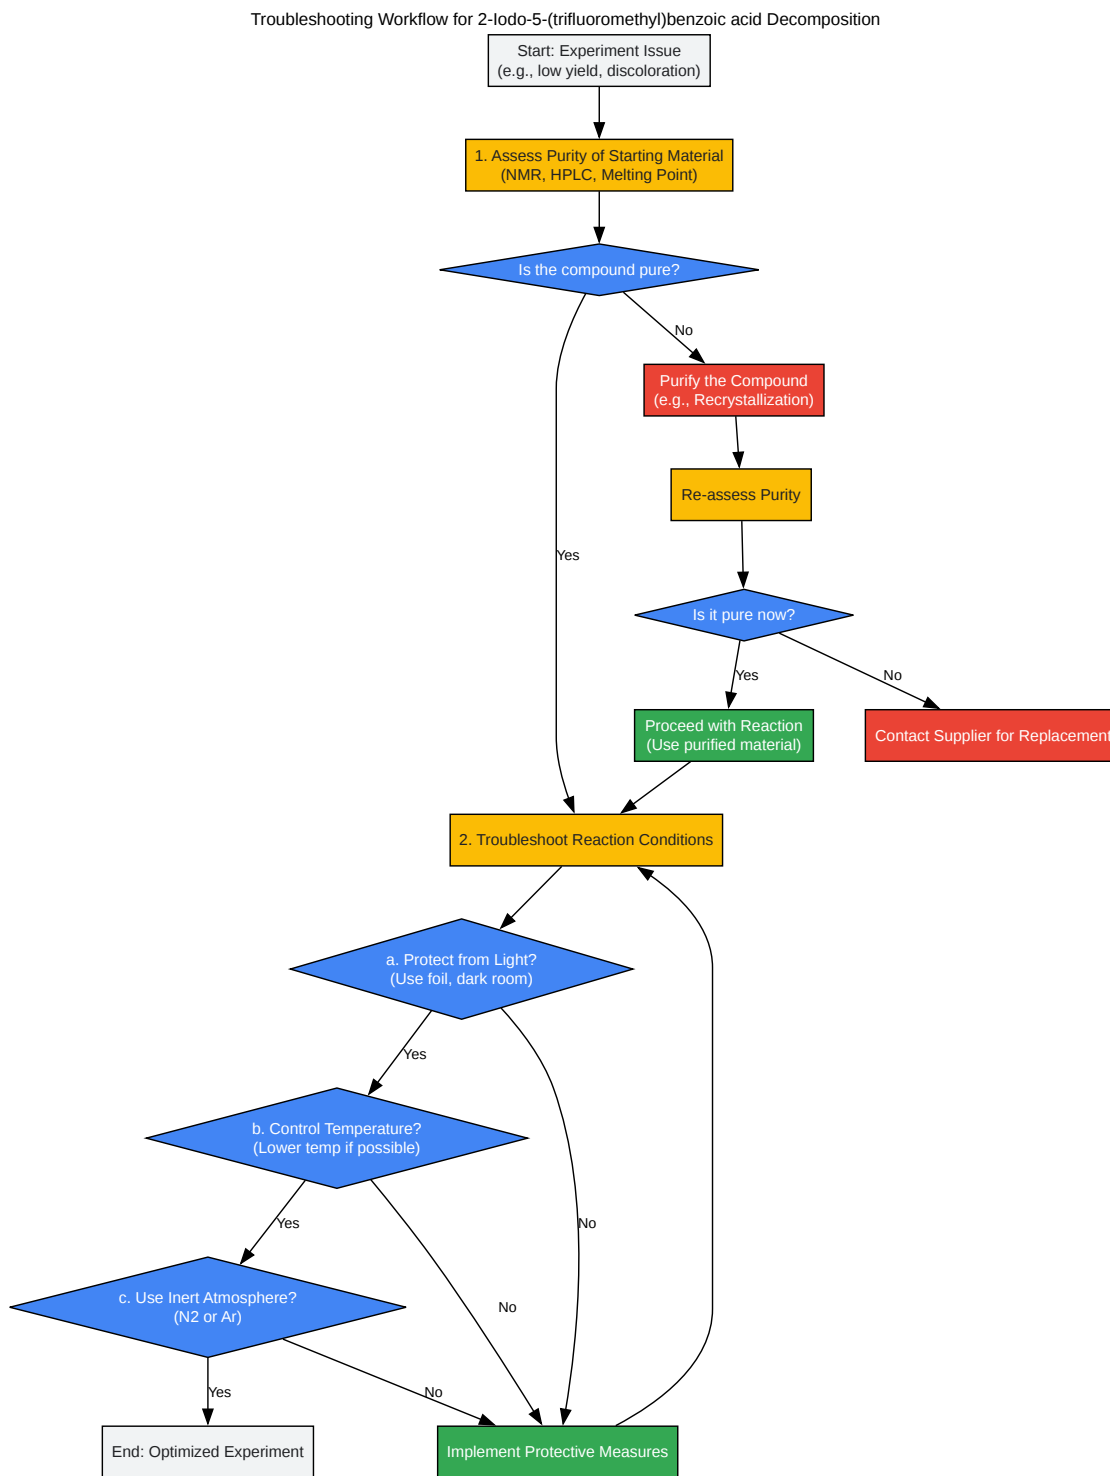 Troubleshooting Workflow for 2-Iodo-5-(trifluoromethyl)benzoic acid Decomposition
Start: Experiment Issue
(e.g., low yield, discoloration)
1. Assess Purity of Starting Material
(NMR, HPLC, Melting Point)
Is the compound pure?
No
Purify the Compound
(e.g., Recrystallization)
Re-assess Purity
Yes
Is it pure now?
Yes
No
Proceed with Reaction
(Use purified material)
Contact Supplier for Replacement
2. Troubleshoot Reaction Conditions
a. Protect from Light?
(Use foil, dark room)
Yes
b. Control Temperature?
(Lower temp if possible)
Yes
No
c. Use Inert Atmosphere?
(N2 or Ar)
No
Yes
No
End: Optimized Experiment
Implement Protective Measures